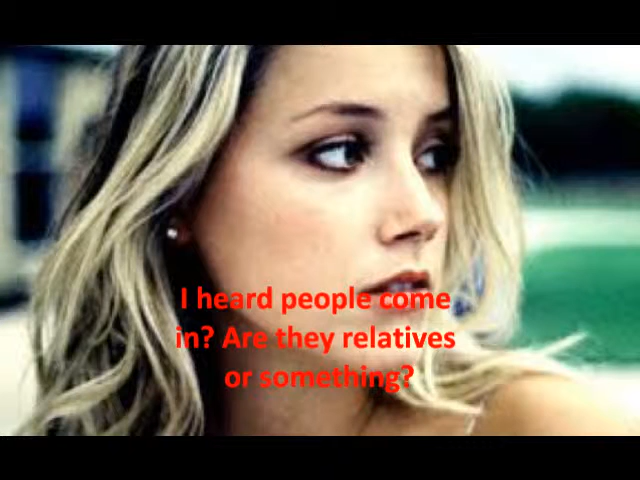 I heard people come
in? Are they relatives
or something?